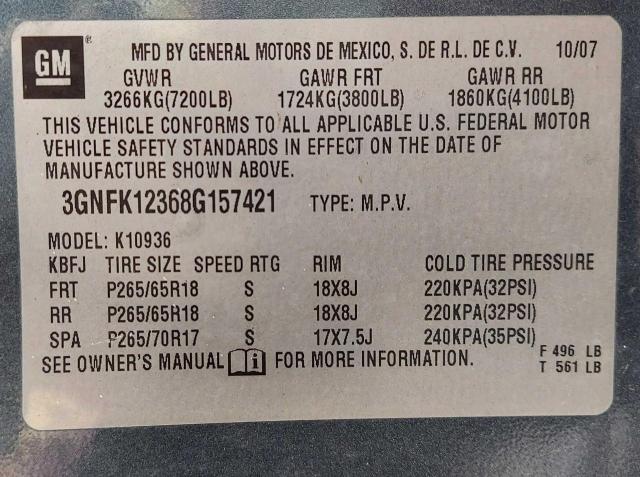 GM ® MFD BY GENERAL MOTORS DE MEXICO, S. DE R.L. DE C.V. 10/07
GVWR GAWR FRT GAWR RR
3266KG(7200LB) 1724KG(3800LB) 1860KG(4100LB)
THIS VEHICLE CONFORMS TO ALL APPLICABLE U.S. FEDERAL MOTOR
VEHICLE SAFETY STANDARDS IN EFFECT ON THE DATE OF
MANUFACTURE SHOWN ABOVE.
3GNFK12368G157421 TYPE: M.P.V.
MODEL: K10936
KBFJ TIRE SIZE SPEED RTG RIM COLD TIRE PRESSURE
FRT P265/65R18 S 18X8J 220KPA(32PSI)
RR P265/65R18 S 18X8J 220KPA(32PSI)
SPA P265/70R17 S 17X7.5J 240KPA(35PSI)
SEE OWNER'S MANUAL i FOR MORE INFORMATION.
F 496 LB
T 561 LB